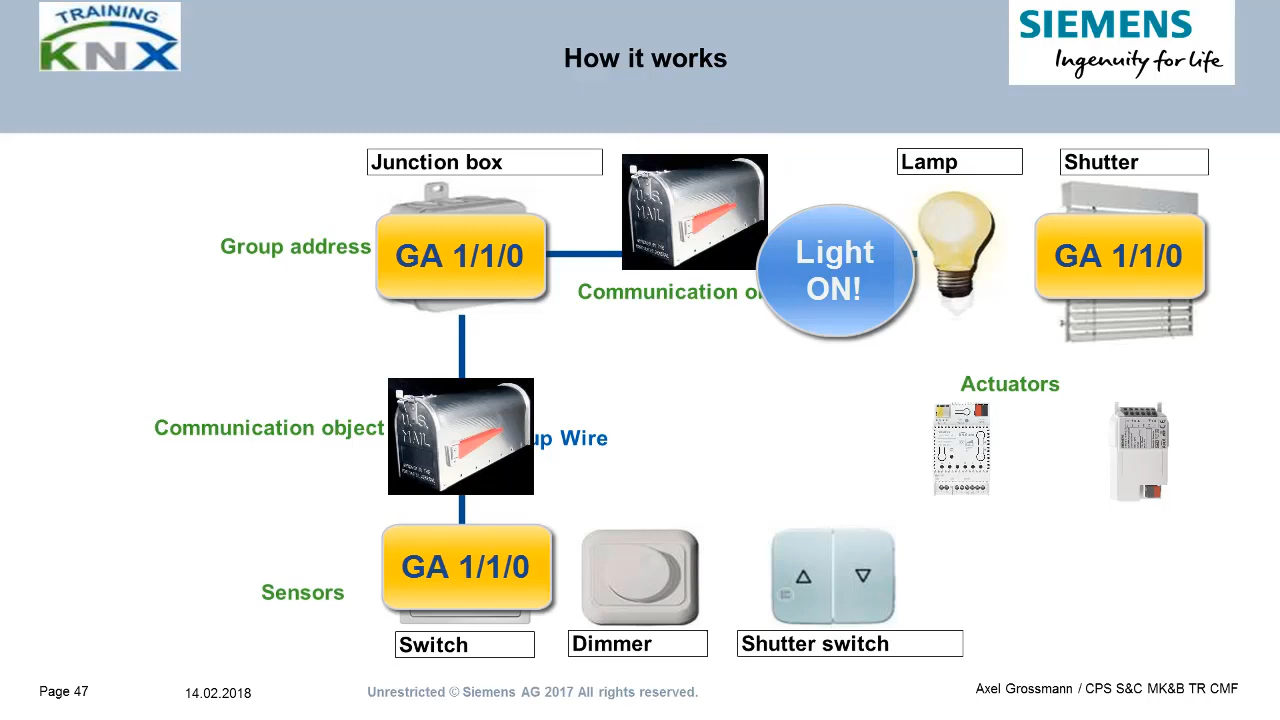 TRAINING
KNX
How it works
SIEMENS
Ingenuity for life
Junction box
Lamp
Shutter
U.S.
MAIL
Group address
GA 1/1/0
Light
ON!
GA 1/1/0
Communication
Actuators
U.S.
MAIL
Communication object
up Wire
GA 1/1/0
Sensors
Switch
Dimmer
Shutter switch
Page 47
14.02.2018
Unrestricted © Siemens AG 2017 All rights reserved.
Axel Grossmann / CPS S&C MK&B TR CMF